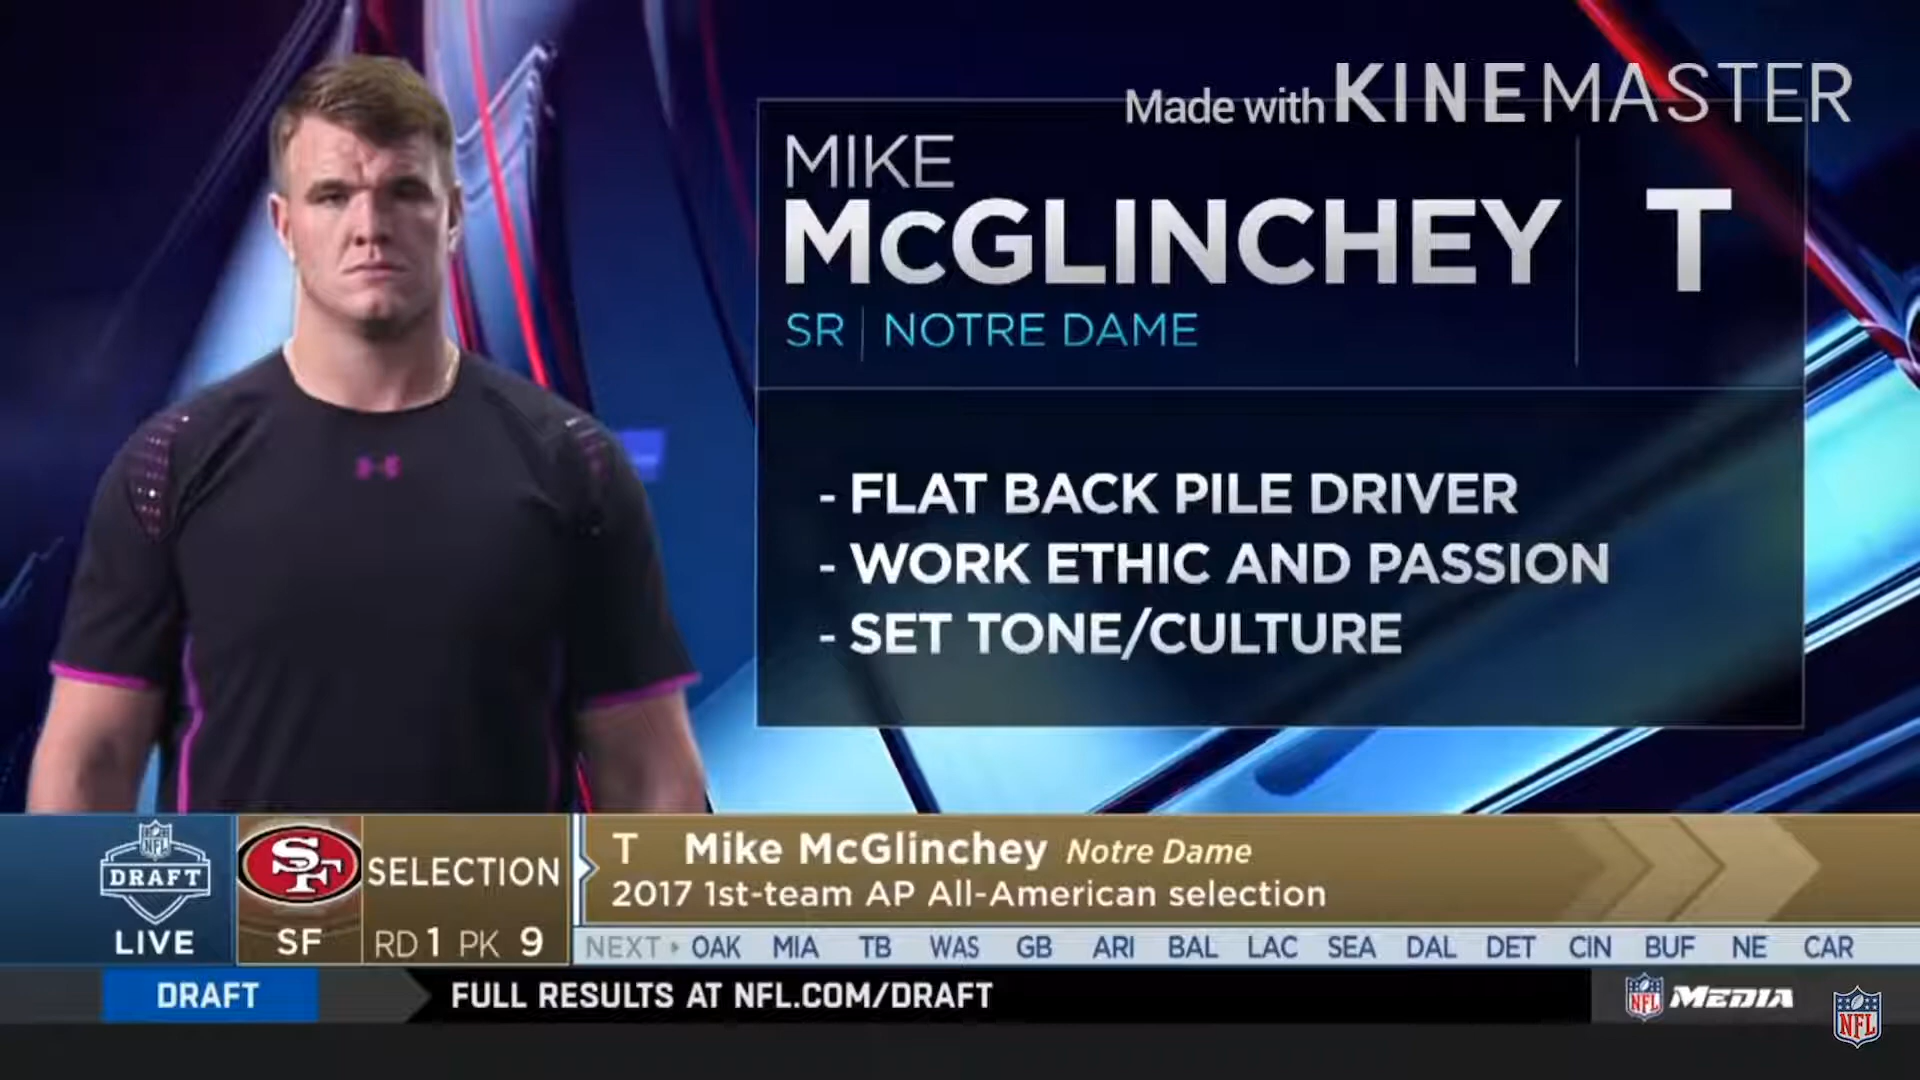 Made with KINEMASTER
MIKE
McGLINCHEY
T
SR | NOTRE DAME
- FLAT BACK PILE DRIVER
- WORK ETHIC AND PASSION
- SET TONE/CULTURE
NFL
DRAFT
LIVE
SF
SF
SELECTION
RD 1 PK 9
T Mike McGlinchey Notre Dame
2017 1st-team AP All-American selection
NEXT OAK MIA TB WAS GB ARI BAL LAC SEA DAL DET CIN BUF NE CAR
DRAFT
FULL RESULTS AT NFL.COM/DRAFT
NFL MEDIA
NFL